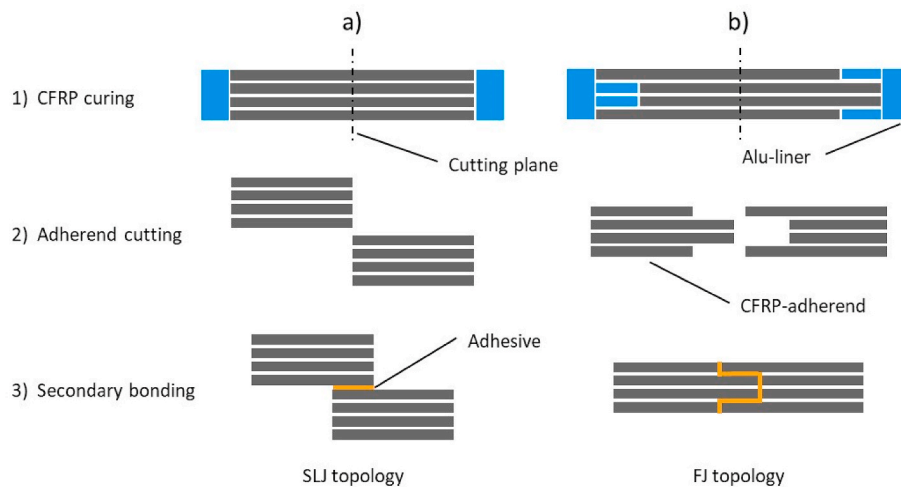 a)
b)
1) CFRP curing
Cutting plane
Alu-liner
2) Adherend cutting
CFRP-adherend
Adhesive
3) Secondary bonding
SLJ topology
FJ topology